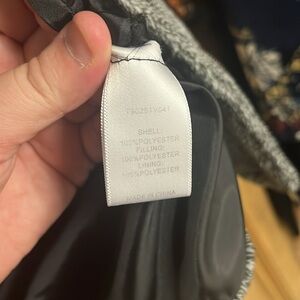 SHELL:
100%POLYESTER
FILLING:
100%POLYESTER
LINING:
100%POLYESTER
MADE IN CHINA